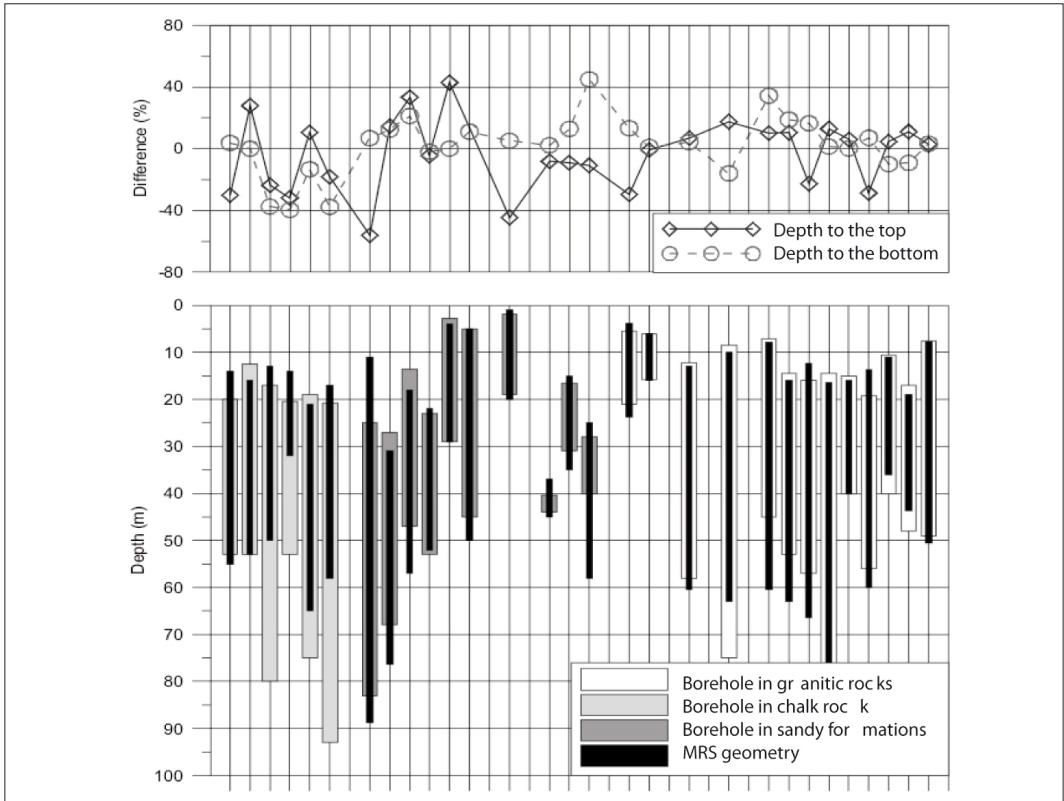 80
40
0
-40
-80
Difference (%)
Depth to the top
Depth to the bottom
0
10
20
30
40
50
60
70
80
90
100
Depth (m)
Borehole in gr anitic roc ks
Borehole in chalk roc k
Borehole in sandy for mations
MRS geometry